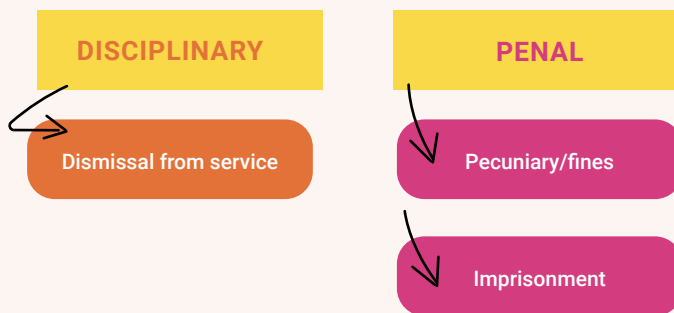 DISCIPLINARY
Dismissal from service
PENAL
Pecuniary/fines
Imprisonment